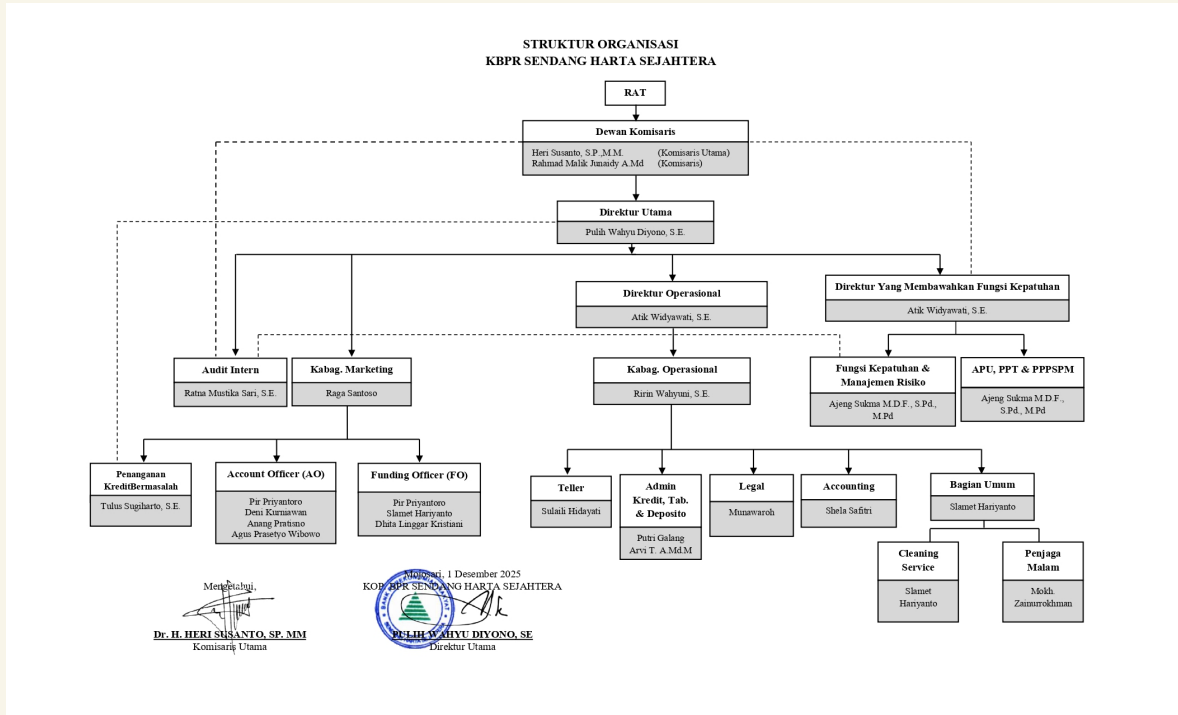 STRUKTUR ORGANISASI
KBPR SENDANG HARTA SEJAHTERA
RAT
Dewan Komisaris
Heri Susanto, S.P.,M.M. (Komisaris Utama)
Rahmad Malik Junaidy A.Md (Komisaris)
Direktur Utama
Pulih Wahyu Diyono, S.E.
Direktur Operasional
Atik Widyawati, S.E.
Direktur Yang Membawahkan Fungsi Kepatuhan
Atik Widyawati, S.E.
Audit Intern
Ratna Mustika Sari, S.E.
Kabag. Marketing
Raga Santoso
Kabag. Operasional
Ririn Wahyuni, S.E.
Fungsi Kepatuhan &
Manajemen Risiko
Ajeng Sukma M.D.F., S.Pd.,
M.Pd
APU, PPT & PPPSPM
Ajeng Sukma M.D.F.,
S.Pd., M.Pd
Penanganan
KreditBermasalah
Tulus Sugiharto, S.E.
Account Officer (AO)
Pir Priyantoro
Deni Kurniawan
Anang Pratisno
Agus Prasetyo Wibowo
Funding Officer (FO)
Pir Priyantoro
Slamet Hariyanto
Dhita Linggar Kristiani
Teller
Sulaili Hidayati
Admin
Kredit, Tab.
& Deposito
Putri Galang
Arvi T. A.Md.M
Legal
Munawaroh
Accounting
Shela Safitri
Bagian Umum
Slamet Hariyanto
Cleaning
Service
Slamet
Hariyanto
Penjaga
Malam
Mokh.
Zainurrokhman
Mengetahui,
Dr. H. HERI SUSANTO, SP. MM
Komisaris Utama
1 Desember 2025
KOP. BPR SENDANG HARTA SEJAHTERA
PULIH WAHYU DIYONO, SE
Direktur Utama